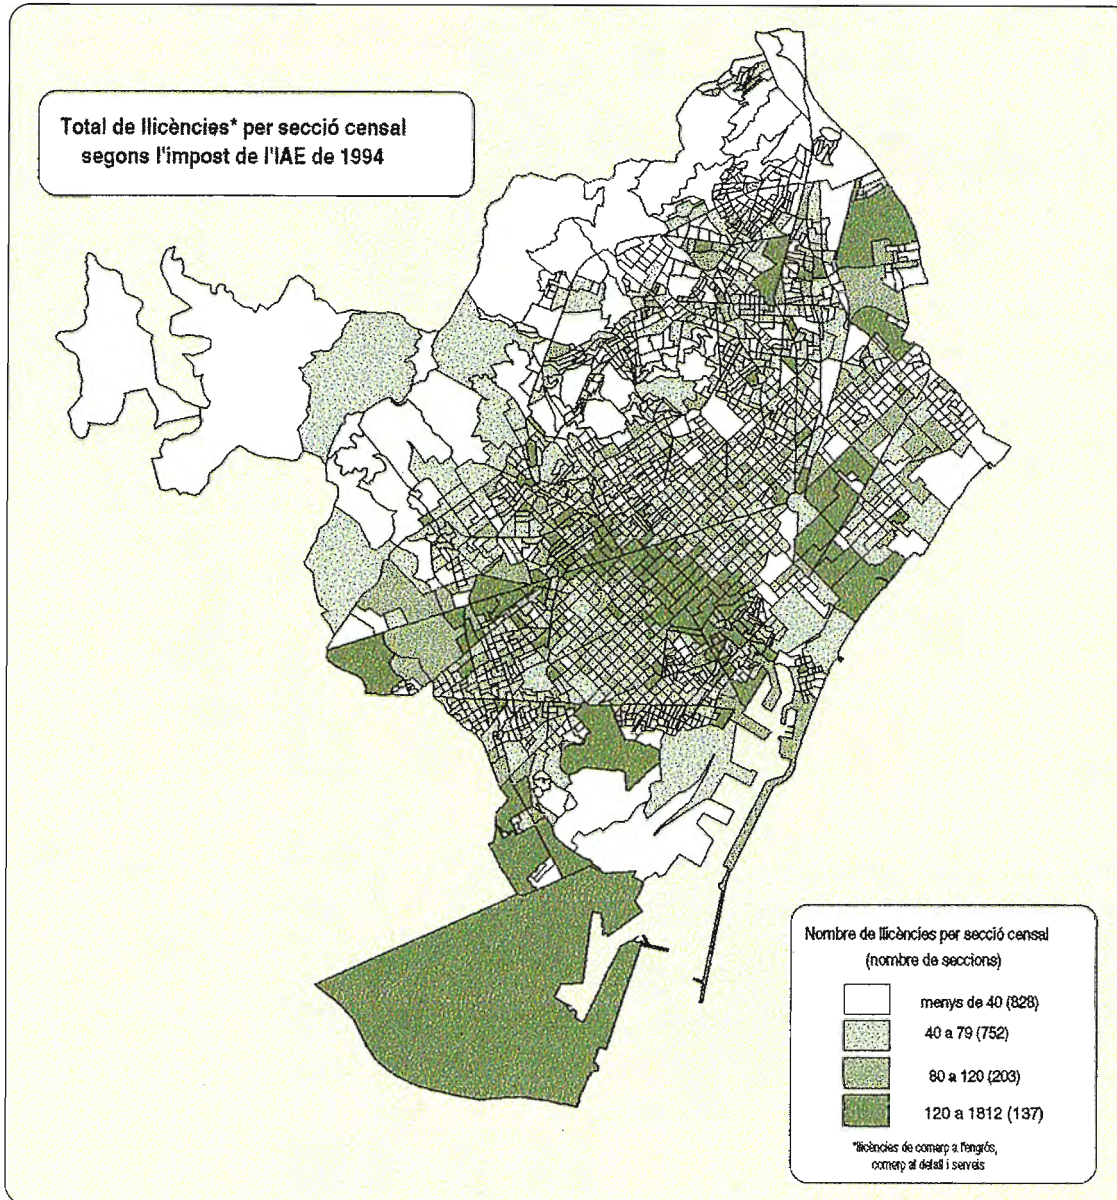 Total de llicències* per secció censal
segons l'impost de l'IAE de 1994
Nombre de llicències per secció censal
(nombre de seccions)
menys de 40 (828)
40 a 79 (752)
80 a 120 (203)
120 a 1812 (137)
*llicències de comerç a l'engròs,
comerç al detall i serveis